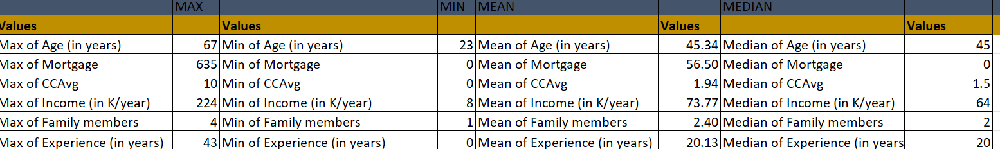 MAX MIN MEAN MEDIAN
Values Values Values Values
Max of Age (in years) 67 Min of Age (in years) 23 Mean of Age (in years) 45.34 Median of Age (in years) 45
Max of Mortgage 635 Min of Mortgage 0 Mean of Mortgage 56.50 Median of Mortgage 0
Max of CCAvg 10 Min of CCAvg 0 Mean of CCAvg 1.94 Median of CCAvg 1.5
Max of Income (in K/year) 224 Min of Income (in K/year) 8 Mean of Income (in K/year) 73.77 Median of Income (in K/year) 64
Max of Family members 4 Min of Family members 1 Mean of Family members 2.40 Median of Family members 2
Max of Experience (in years) 43 Min of Experience (in years) 0 Mean of Experience (in years) 20.13 Median of Experience (in years 20